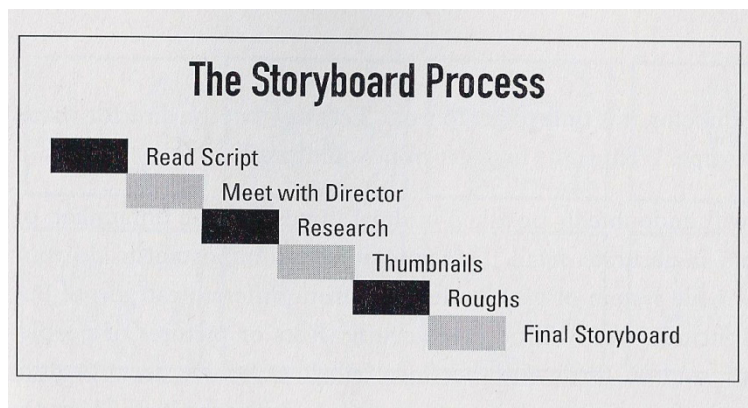 The Storyboard Process
Read Script
Meet with Director
Research
Thumbnails
Roughs
Final Storyboard